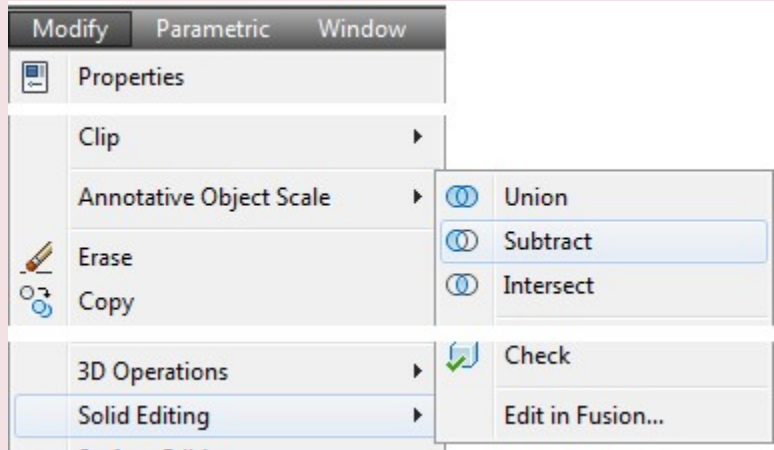 Modify Parametric Window
Properties
Clip
Annotative Object Scale
Erase
Copy
3D Operations
Solid Editing
Union
Subtract
Intersect
Check
Edit in Fusion...